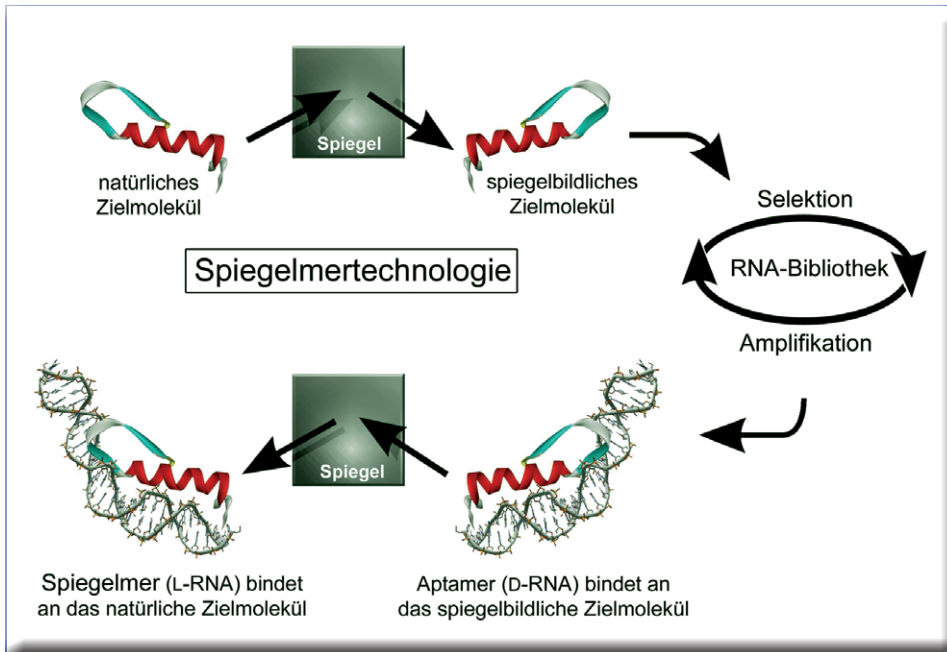 Spiegel
natürliches
Zielmolekül
spiegelbildliches
Zielmolekül
Selektion
RNA-Bibliothek
Amplifikation
Spiegelmertechnologie
Spiegel
Spiegelmer (L-RNA) bindet
an das natürliche Zielmolekül
Aptamer (D-RNA) bindet an
das spiegelbildliche Zielmolekül